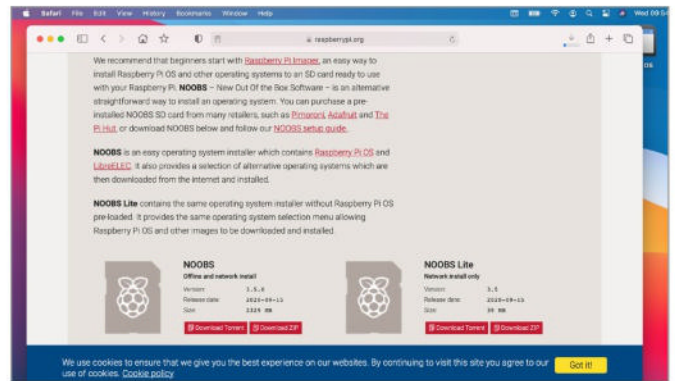 Safari File Edit View History Bookmarks Window Help
Wed 09:54
raspberrypi.org
We recommend that beginners start with Raspberry Pi Imager, an easy way to
install Raspberry Pi OS and other operating systems to an SD card ready to use
with your Raspberry Pi. NOOBS – New Out Of the Box Software – is an alternative
straightforward way to install an operating system. You can purchase a pre-
installed NOOBS SD card from many retailers, such as Pimoroni, Adafruit and The
Pi Hut, or download NOOBS below and follow our NOOBS setup guide.
NOOBS is an easy operating system installer which contains Raspberry Pi OS and
LibreELEC. It also provides a selection of alternative operating systems which are
then downloaded from the internet and installed.
NOOBS Lite contains the same operating system installer without Raspberry Pi OS
pre-loaded. It provides the same operating system selection menu allowing
Raspberry Pi OS and other images to be downloaded and installed.
NOOBS
Offline and network install
Version:
Release date:
Size:
Download Torrent Download ZIP
NOOBS Lite
Network install only
Version: 3.5
Release date:
Size:
Download Torrent Download ZIP
We use cookies to ensure that we give you the best experience on our websites. By continuing to visit this site you agree to our
use of cookies. Cookie policy
Got it!